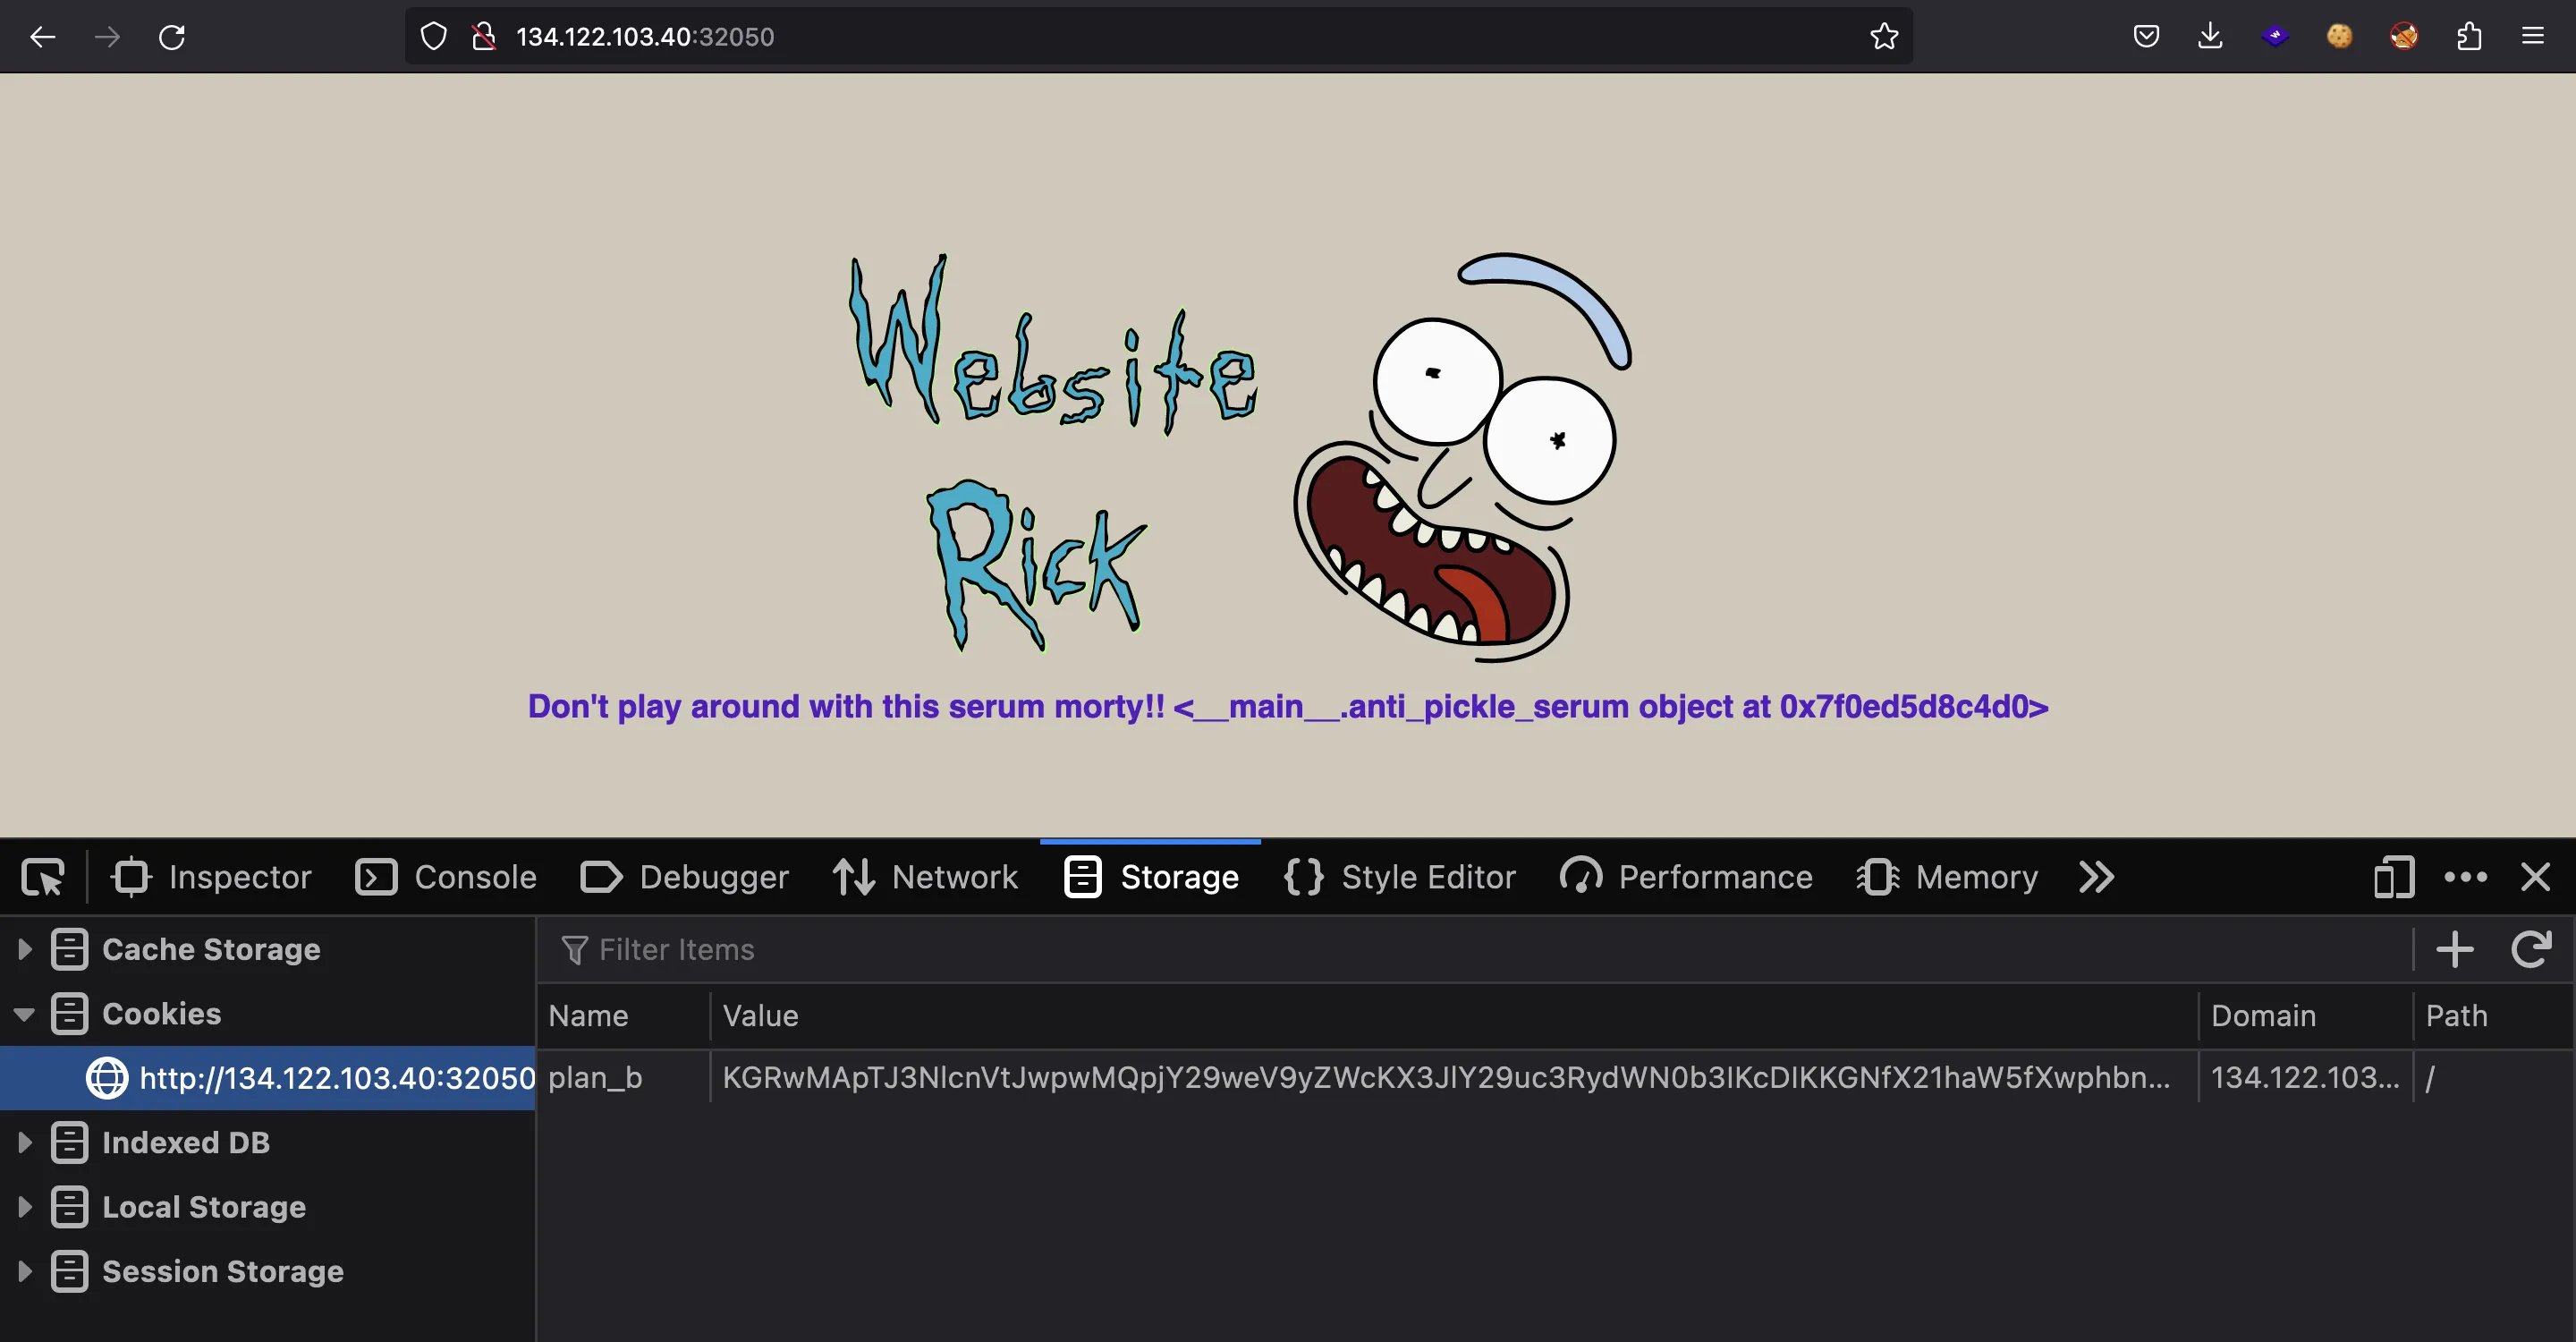 134.122.103.40:32050
Website
Rick
Don't play around with this serum morty!! <__main__.anti_pickle_serum object at 0x7f0ed5d8c4d0>
Inspector Console Debugger Network Storage Style Editor Performance Memory
Cache Storage
Filter Items
Cookies
Name Value Domain Path
http://134.122.103.40:32050
plan_b KGRwMApTJ3NlcnVtJwpwMQpjY29weV9yZWcKX3JlY29uc3RydWN0b3IKcDIKKGNfX21haW5fXwphbn... 134.122.103... /
Indexed DB
Local Storage
Session Storage